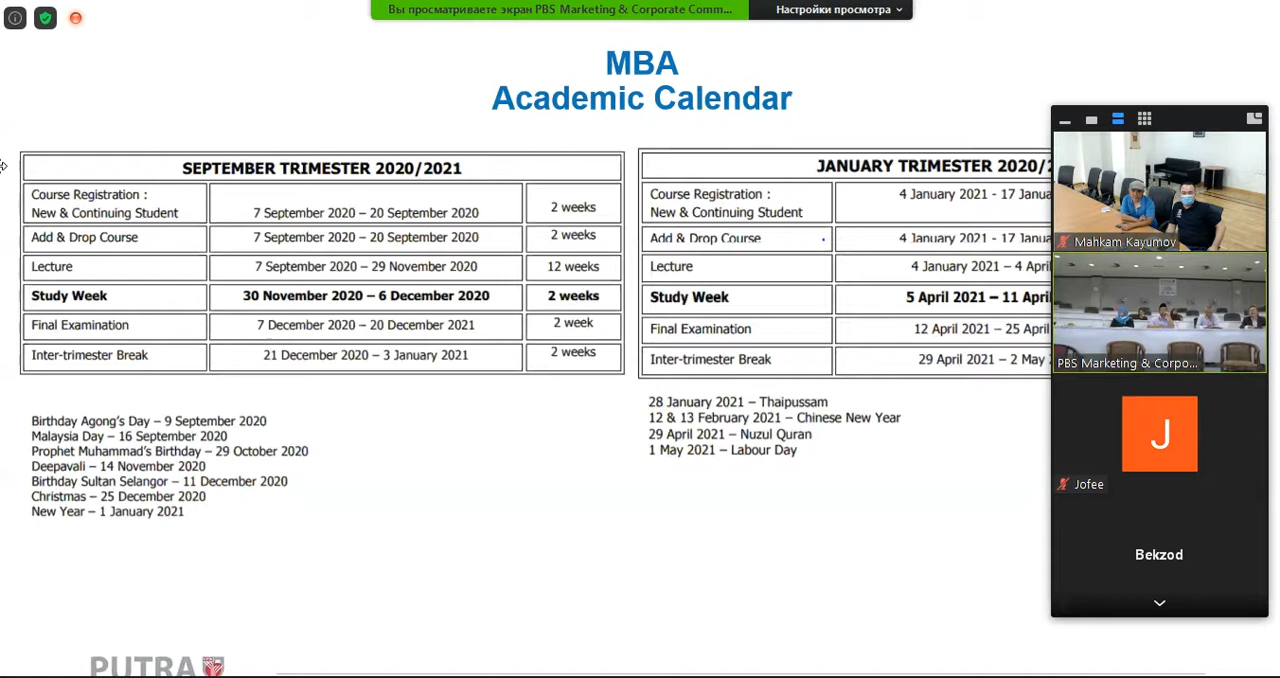 Вы просматриваете экран PBS Marketing & Corporate Comm...
Настройки просмотра
MBA
Academic Calendar
SEPTEMBER TRIMESTER 2020/2021
Course Registration :
New & Continuing Student
7 September 2020 – 20 September 2020
2 weeks
Add & Drop Course
7 September 2020 – 20 September 2020
2 weeks
Lecture
7 September 2020 – 29 November 2020
12 weeks
Study Week
30 November 2020 – 6 December 2020
2 weeks
Final Examination
7 December 2020 – 20 December 2021
2 week
Inter-trimester Break
21 December 2020 – 3 January 2021
2 weeks
Birthday Agong's Day – 9 September 2020
Malaysia Day – 16 September 2020
Prophet Muhammad's Birthday – 29 October 2020
Deepavali – 14 November 2020
Birthday Sultan Selangor – 11 December 2020
Christmas – 25 December 2020
New Year – 1 January 2021
JANUARY TRIMESTER 2020/2
Course Registration :
New & Continuing Student
4 January 2021 - 17 Janua
Add & Drop Course
4 January 2021 - 17 Janua
Lecture
4 January 2021 – 4 April
Study Week
5 April 2021 – 11 Apri
Final Examination
12 April 2021 – 25 April
Inter-trimester Break
29 April 2021 – 2 May
28 January 2021 – Thaipussam
12 & 13 February 2021 – Chinese New Year
29 April 2021 – Nuzul Quran
1 May 2021 – Labour Day
Mahkam Kayumov
PBS Marketing & Corpo...
J
Jofee
Bekzod
PUTRA